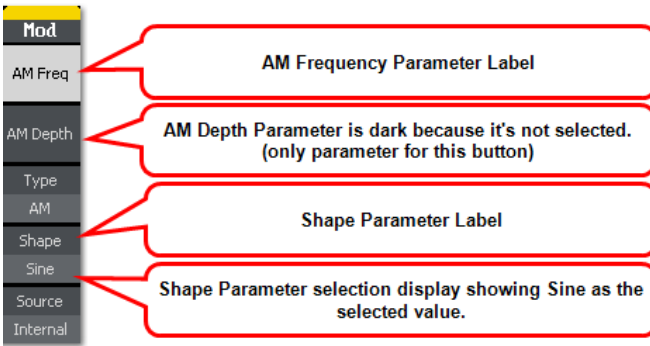 Mod
AM Freq
AM Frequency Parameter Label
AM Depth
AM Depth Parameter is dark because it's not selected.
(only parameter for this button)
Type
AM
Shape
Shape Parameter Label
Sine
Shape Parameter selection display showing Sine as the
selected value.
Source
Internal